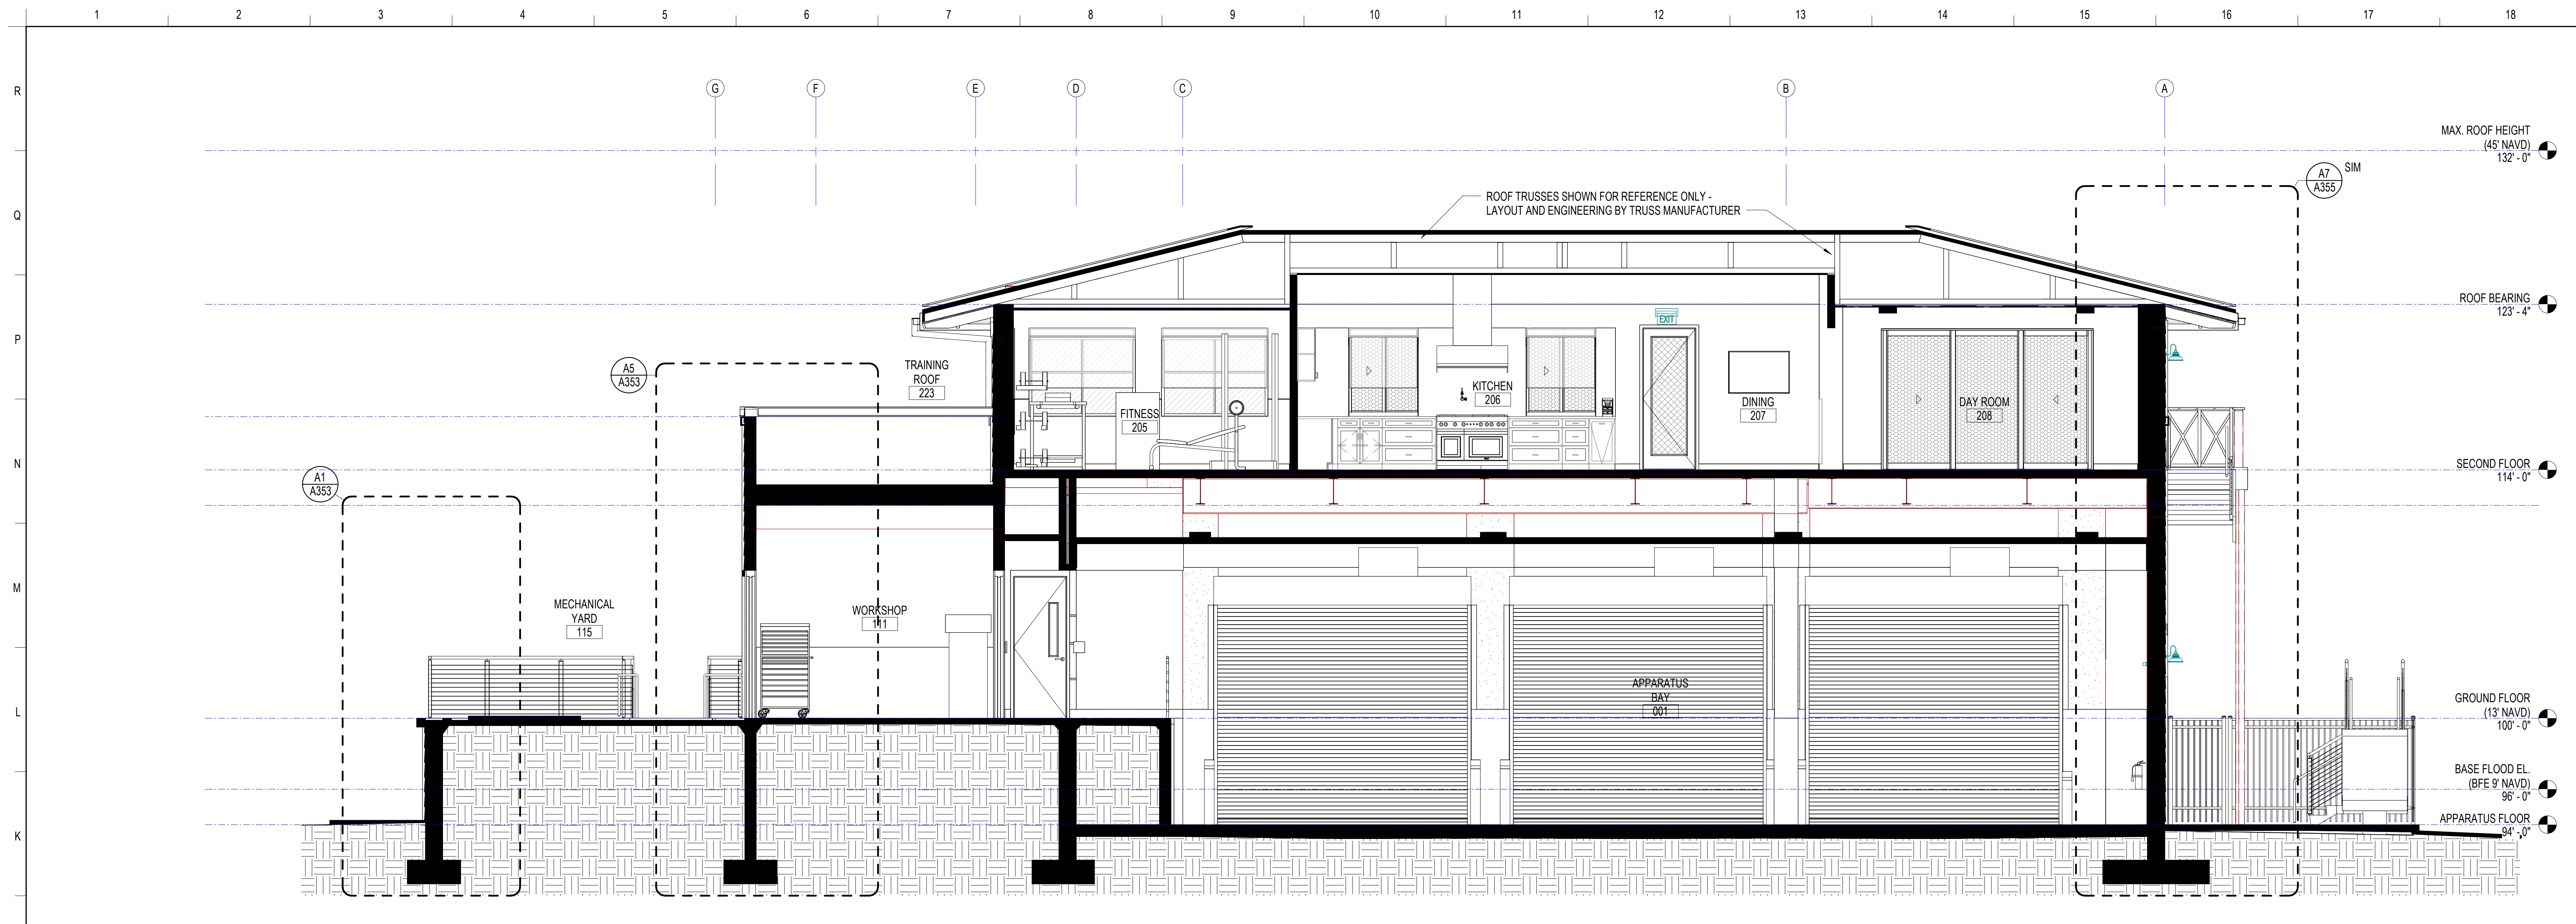 1 2 3 4 5 6 7 8 9 10 11 12 13 14 15 16 17 18
R
G F E D C B A
MAX. ROOF HEIGHT
(45' NAVD)
132' - 0"
A7
A355
SIM
Q
ROOF TRUSSES SHOWN FOR REFERENCE ONLY -
LAYOUT AND ENGINEERING BY TRUSS MANUFACTURER
ROOF BEARING
123' - 4"
EXIT
P
A5
A353
TRAINING
ROOF
223
FITNESS
205
KITCHEN
206
DINING
207
DAY ROOM
208
N
A1
A353
SECOND FLOOR
114' - 0"
M
MECHANICAL
YARD
115
WORKSHOP
111
APPARATUS
BAY
001
L
GROUND FLOOR
(13' NAVD)
100' - 0"
BASE FLOOD EL.
(BFE 9' NAVD)
96' - 0"
K
APPARATUS FLOOR
94' - 0"